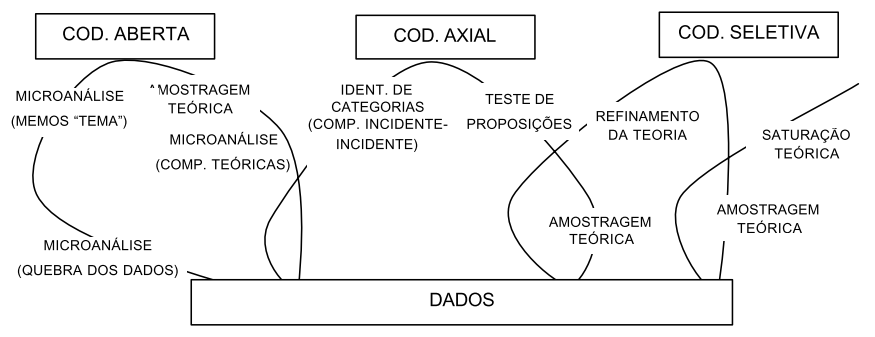 COD. ABERTA
COD. AXIAL
COD. SELETIVA
MICROANÁLISE
(MEMOS “TEMA”)
AMOSTRAGEM
TEÓRICA
MICROANÁLISE
(COMP. TEÓRICAS)
MICROANÁLISE
(QUEBRA DOS DADOS)
IDENT. DE
CATEGORIAS
(COMP. INCIDENTE-
INCIDENTE)
TESTE DE
PROPOSIÇÕES
AMOSTRAGEM
TEÓRICA
REFINAMENTO
DA TEORIA
SATURAÇÃO
TEÓRICA
AMOSTRAGEM
TEÓRICA
DADOS